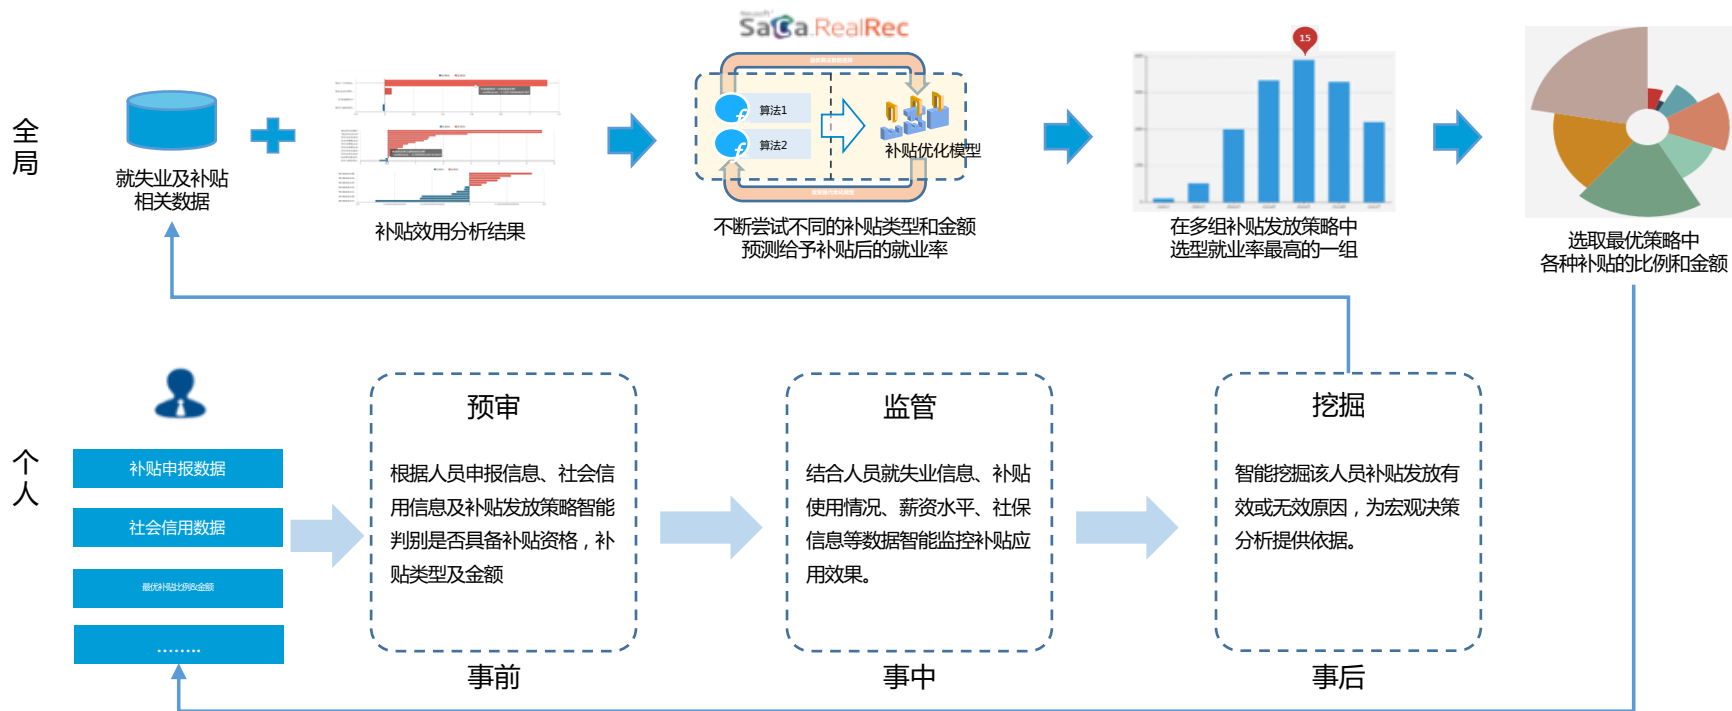 Neusoft
SaCa.RealRec
15
算法1
算法2
补贴优化模型
全
局
就失业及补贴
相关数据
补贴效用分析结果
不断尝试不同的补贴类型和金额
预测给予补贴后的就业率
在多组补贴发放策略中
选型就业率最高的一组
选取最优策略中
各种补贴的比例和金额
个
人
补贴申报数据
社会信用数据
最优补贴比例&金额
........
预审
根据人员申报信息、社会信
用信息及补贴发放策略智能
判别是否具备补贴资格，补
贴类型及金额
事前
监管
结合人员就失业信息、补贴
使用情况、薪资水平、社保
信息等数据智能监控补贴应
用效果。
事中
挖掘
智能挖掘该人员补贴发放有
效或无效原因，为宏观决策
分析提供依据。
事后